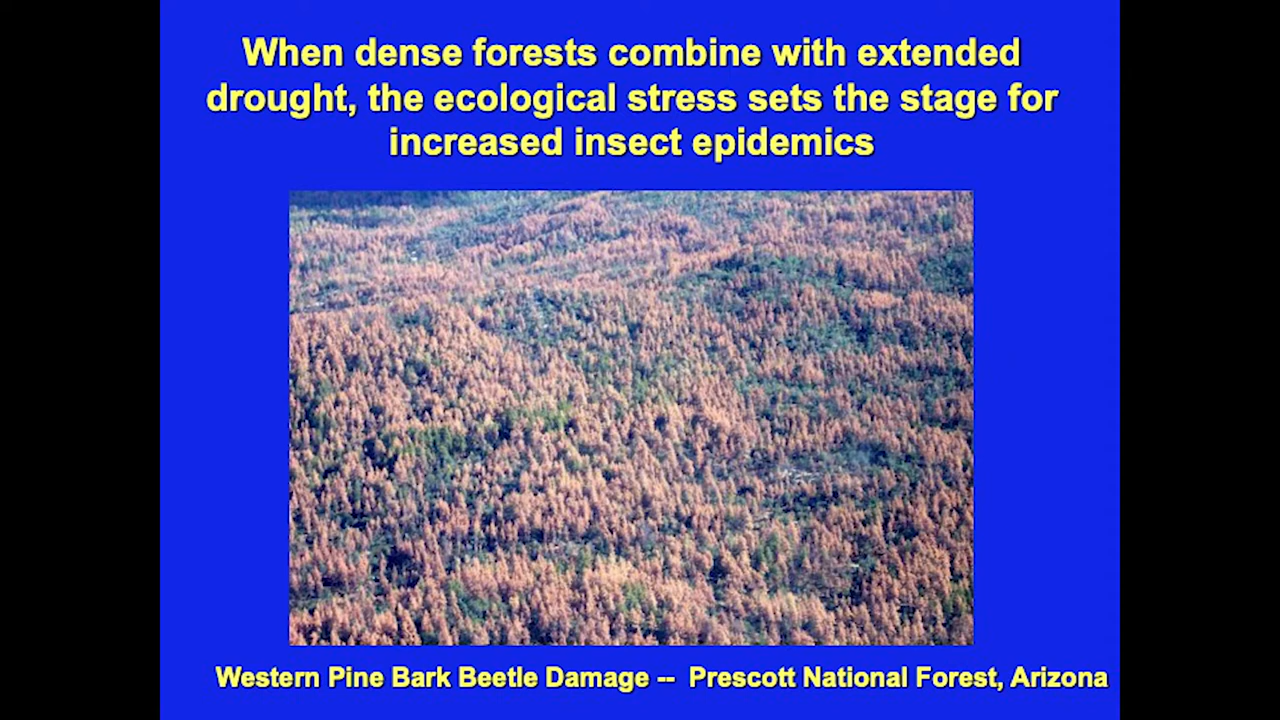 When dense forests combine with extended
drought, the ecological stress sets the stage for
increased insect epidemics
Western Pine Bark Beetle Damage -- Prescott National Forest, Arizona